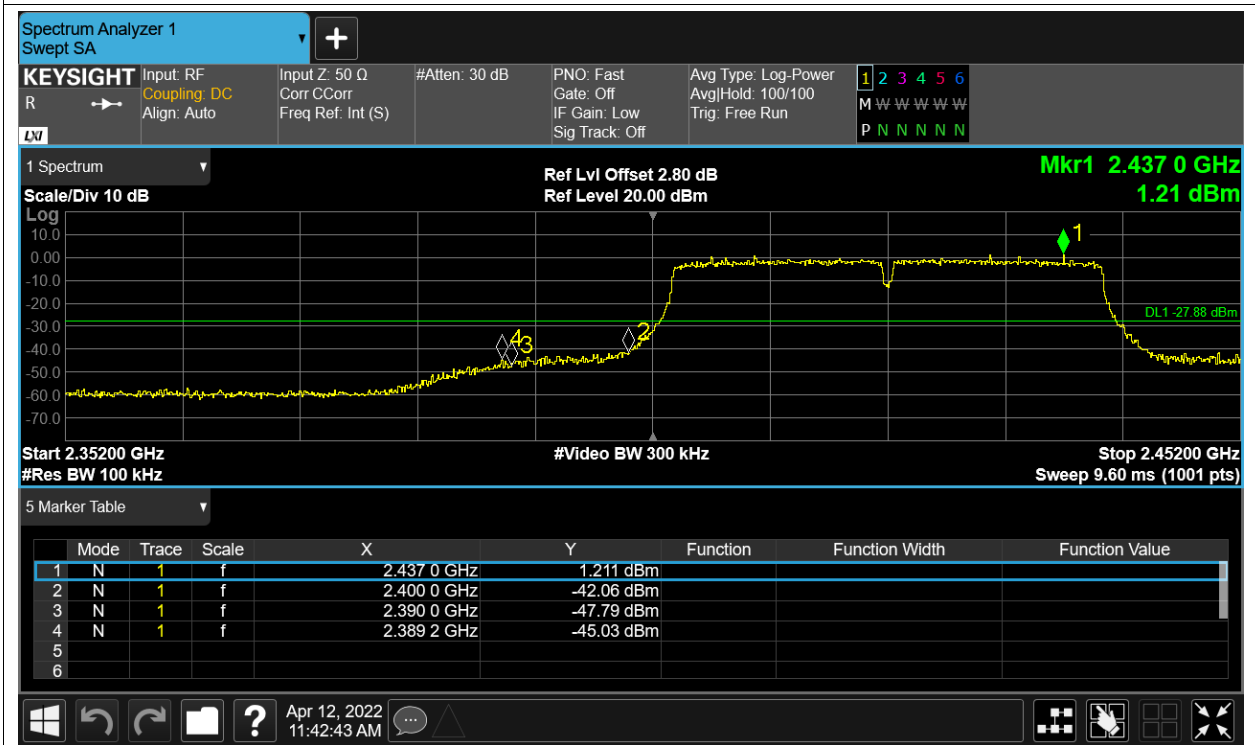 Spectrum Analyzer 1
Swept SA
+
KEYSIGHT Input: RF Input Z: 50 Ω #Atten: 30 dB PNO: Fast Avg Type: Log-Power 1 2 3 4 5 6
R Coupling: DC Corr CCorr Gate: Off Avg|Hold: 100/100 M W W W W W
Align: Auto Freq Ref: Int (S) IF Gain: Low Trig: Free Run
LXI Sig Track: Off P N N N N N
1 Spectrum Ref Lvl Offset 2.80 dB Mkr1 2.437 0 GHz
Scale/Div 10 dB Ref Level 20.00 dBm 1.21 dBm
Log
10.0
1
0.00
-10.0
-20.0
DL1 -27.88 dBm
-30.0
4 3 2
-40.0
-50.0
-60.0
-70.0
Start 2.35200 GHz #Video BW 300 kHz Stop 2.45200 GHz
#Res BW 100 kHz Sweep 9.60 ms (1001 pts)
5 Marker Table
Mode Trace Scale X Y Function Function Width Function Value
1 N 1 f 2.437 0 GHz 1.211 dBm
2 N 1 f 2.400 0 GHz -42.06 dBm
3 N 1 f 2.390 0 GHz -47.79 dBm
4 N 1 f 2.389 2 GHz -45.03 dBm
5
6
? Apr 12, 2022
11:42:43 AM